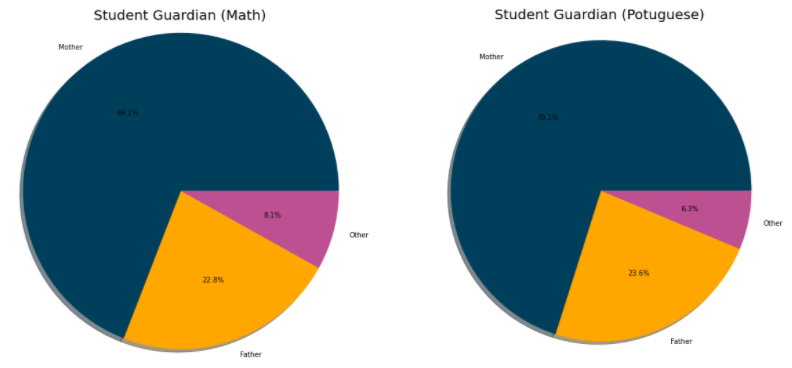 Student Guardian (Math)
Mother
69.1%
8.1%
Other
22.8%
Father
Student Guardian (Potuguese)
Mother
70.1%
6.3%
Other
23.6%
Father